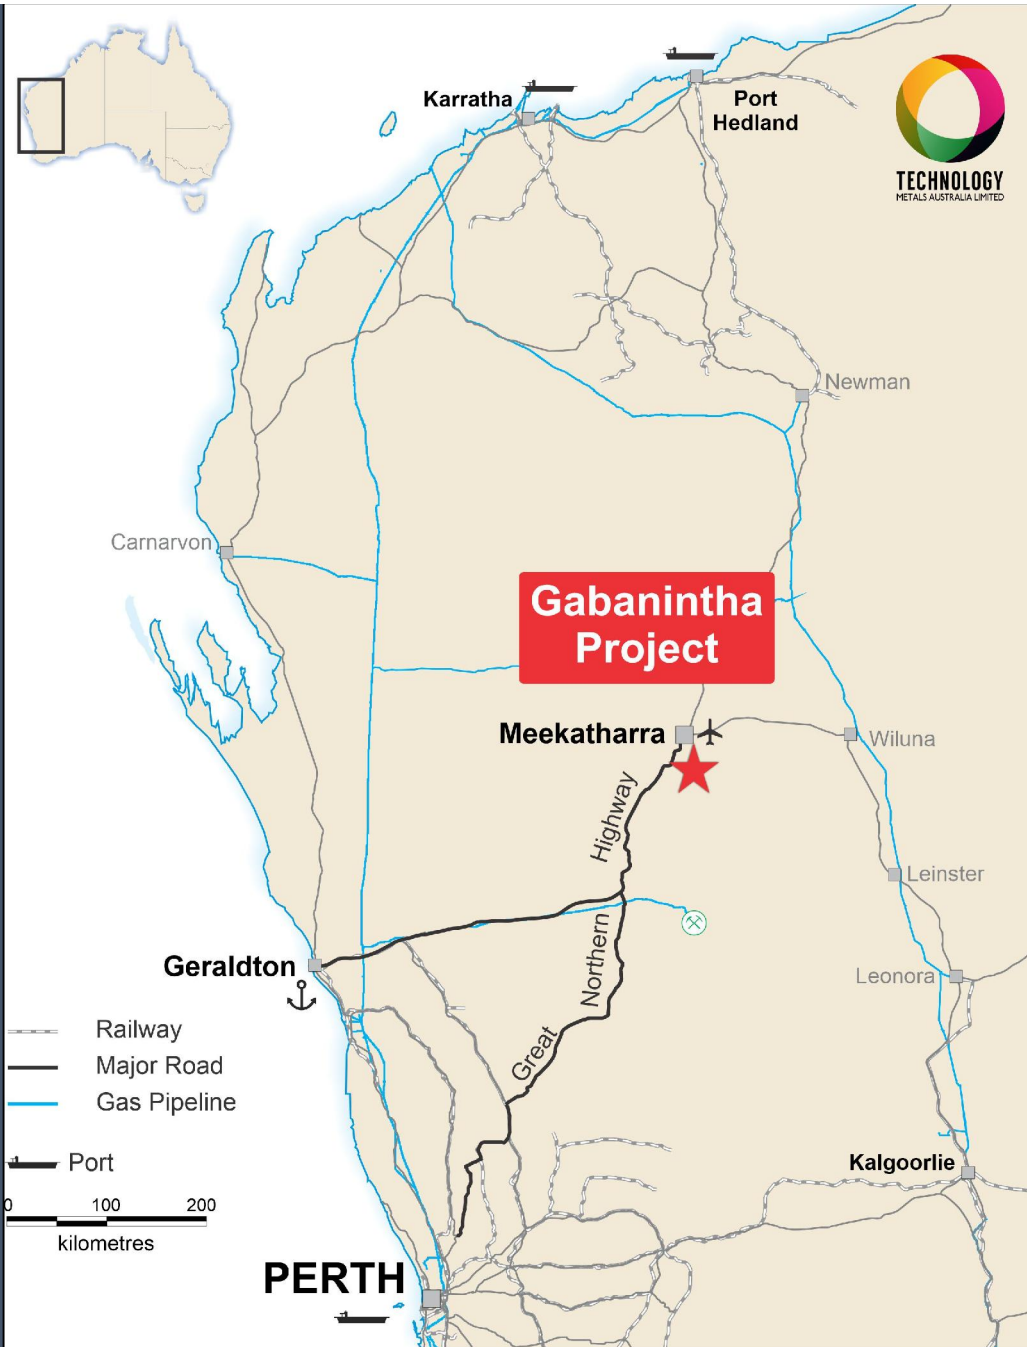 Karratha
Port
Hedland
TECHNOLOGY
METALS AUSTRALIA LIMITED
Newman
Carnarvon
Gabanintha
Project
Meekatharra
Wiluna
Highway
Leinster
Northern
Geraldton
Leonora
Great
Railway
Major Road
Gas Pipeline
Port
Kalgoorlie
0 100 200
kilometres
PERTH